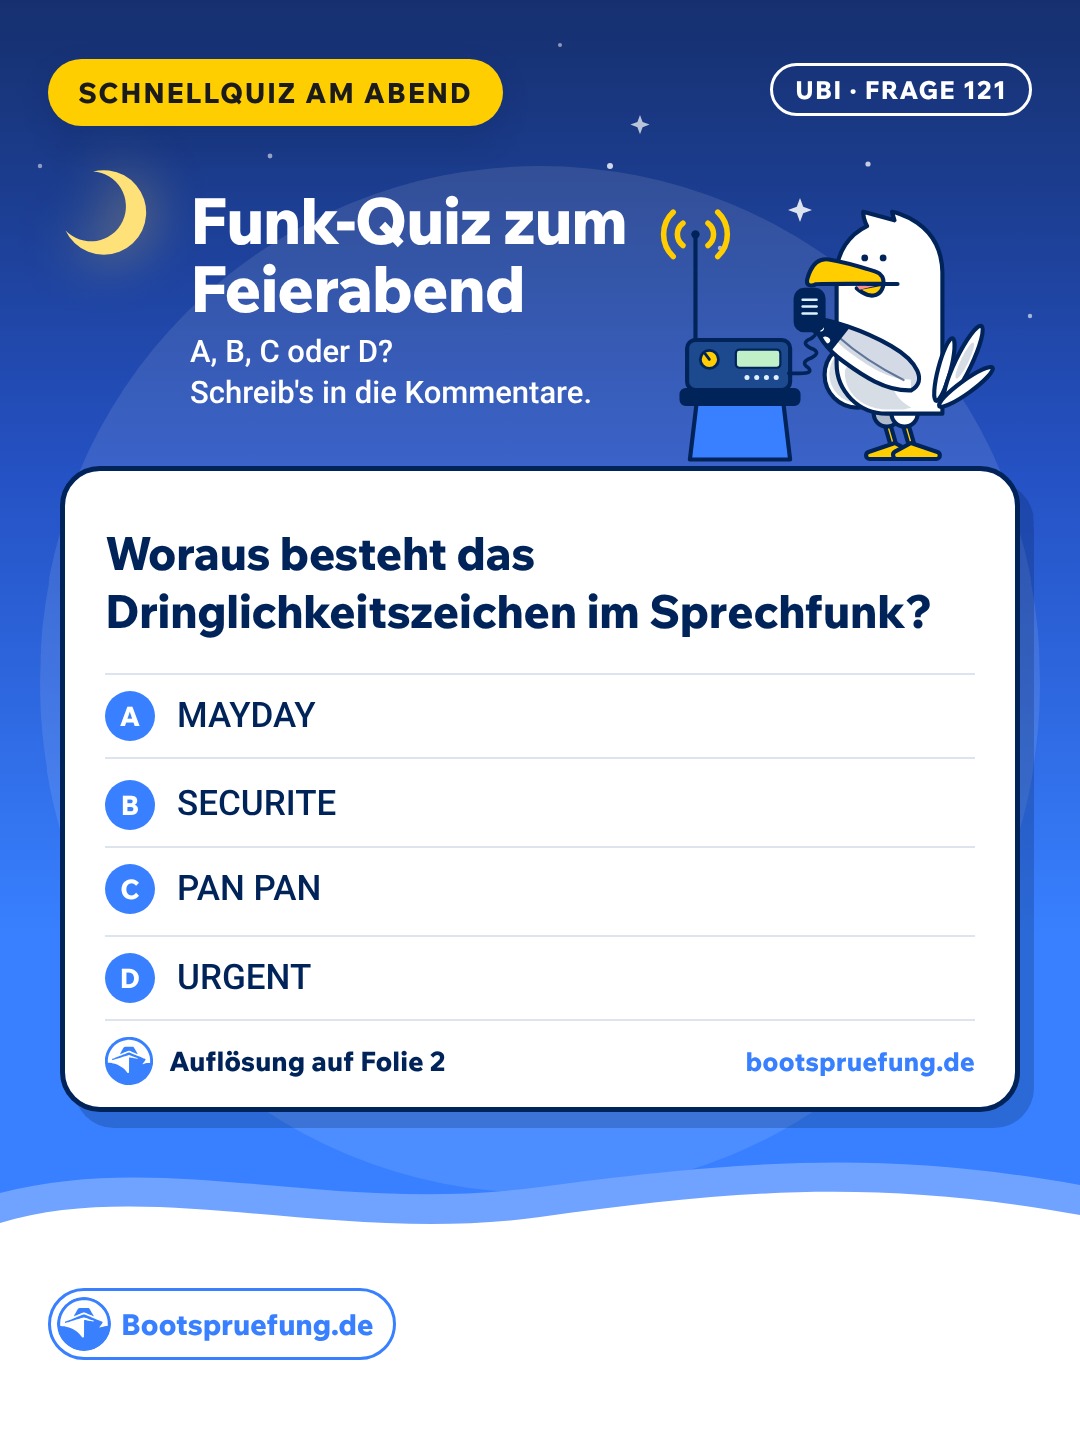 SCHNELLQUIZ AM ABEND
UBI · FRAGE 121
Funk-Quiz zum
Feierabend
A, B, C oder D?
Schreib's in die Kommentare.
Woraus besteht das
Dringlichkeitszeichen im Sprechfunk?
A MAYDAY
B SECURITE
C PAN PAN
D URGENT
Auflösung auf Folie 2
bootspruefung.de
Bootspruefung.de